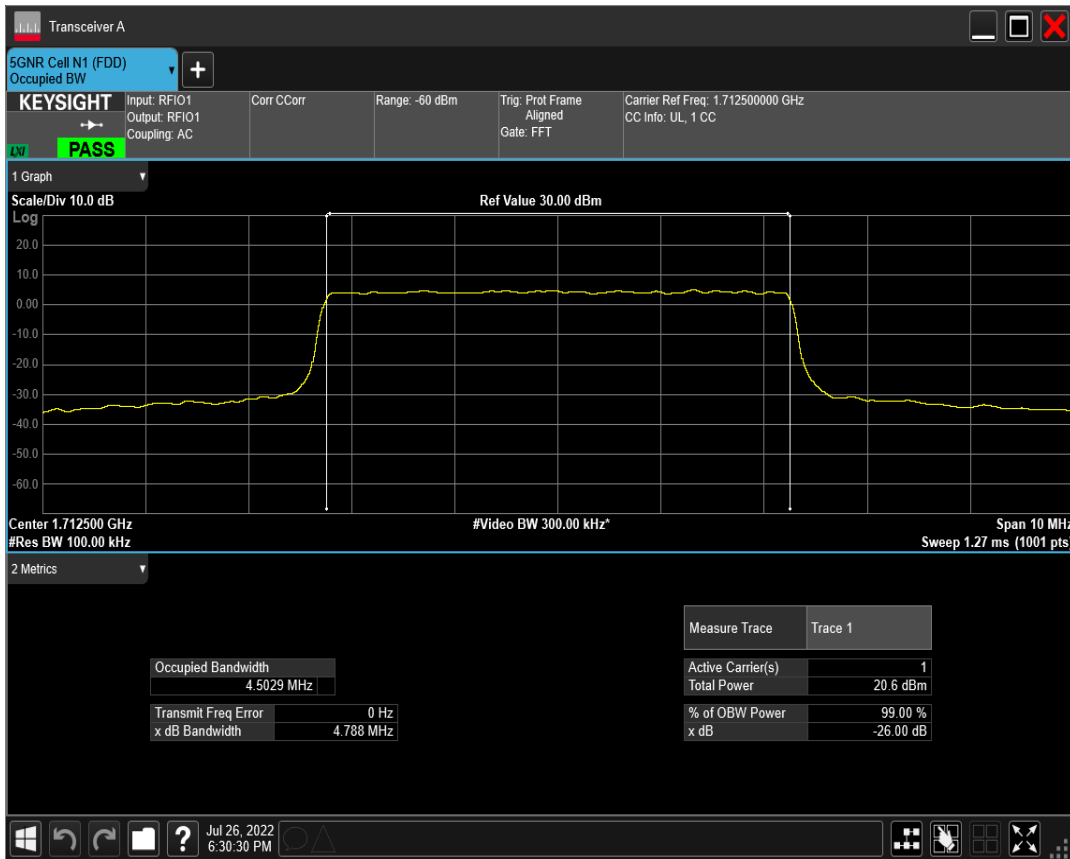 Transceiver A
5GNR Cell N1 (FDD)
Occupied BW
+
KEYSIGHT
LXI
PASS
Input: RFIO1
Output: RFIO1
Coupling: AC
Corr CCorr
Range: -60 dBm
Trig: Prot Frame
Aligned
Gate: FFT
Carrier Ref Freq: 1.712500000 GHz
CC Info: UL, 1 CC
1 Graph
Scale/Div 10.0 dB
Ref Value 30.00 dBm
Log
20.0
10.0
0.00
-10.0
-20.0
-30.0
-40.0
-50.0
-60.0
Center 1.712500 GHz
#Video BW 300.00 kHz*
Span 10 MHz
#Res BW 100.00 kHz
Sweep 1.27 ms (1001 pts)
2 Metrics
Measure Trace Trace 1
Occupied Bandwidth
4.5029 MHz
Active Carrier(s) 1
Total Power 20.6 dBm
Transmit Freq Error 0 Hz
x dB Bandwidth 4.788 MHz
% of OBW Power 99.00 %
x dB -26.00 dB
?
Jul 26, 2022
6:30:30 PM